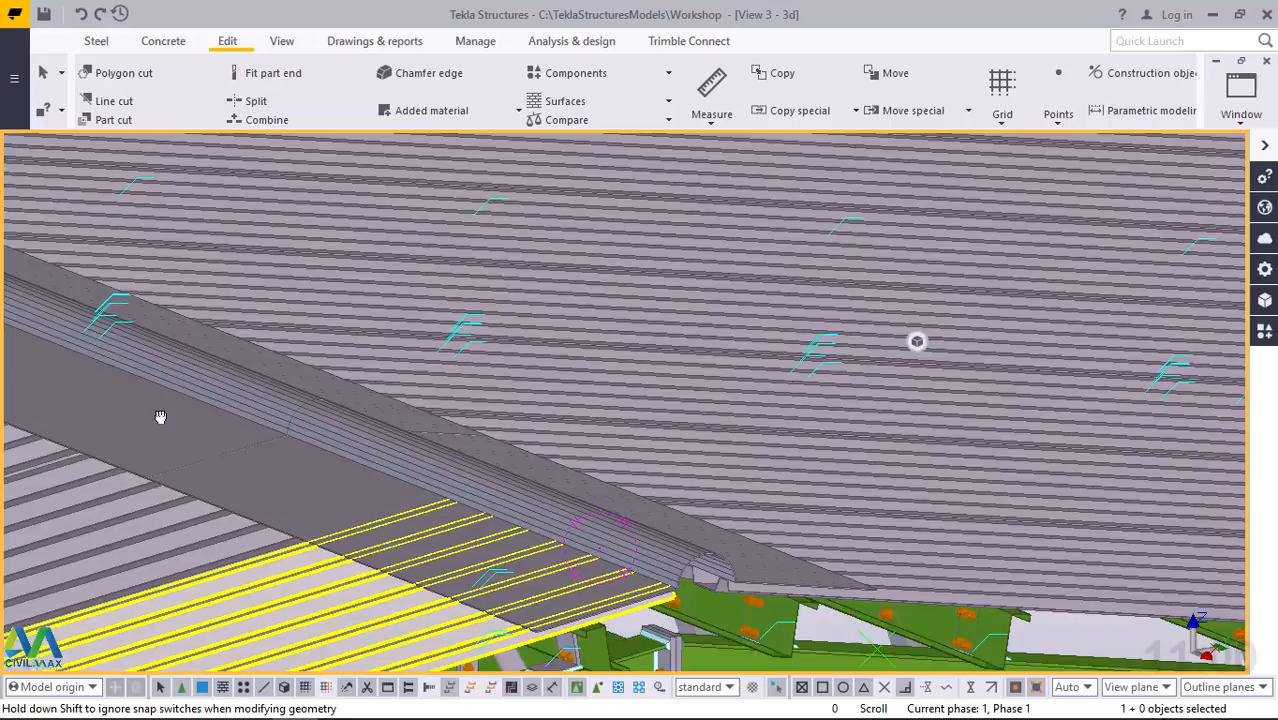 Tekla Structures - C:\TeklaStructuresModels\Workshop - [View 3 - 3d]
? Log in
Steel Concrete Edit View Drawings & reports Manage Analysis & design Trimble Connect
Quick Launch
Polygon cut Fit part end Chamfer edge Components Copy Move Construction obje
Line cut Split Added material Surfaces Measure Copy special Move special Grid Points Parametric modelin Window
Part cut Combine Compare
Z
CIVILMAX
Model origin standard Auto View plane Outline planes
Hold down Shift to ignore snap switches when modifying geometry 0 Scroll Current phase: 1, Phase 1 1 + 0 objects selected